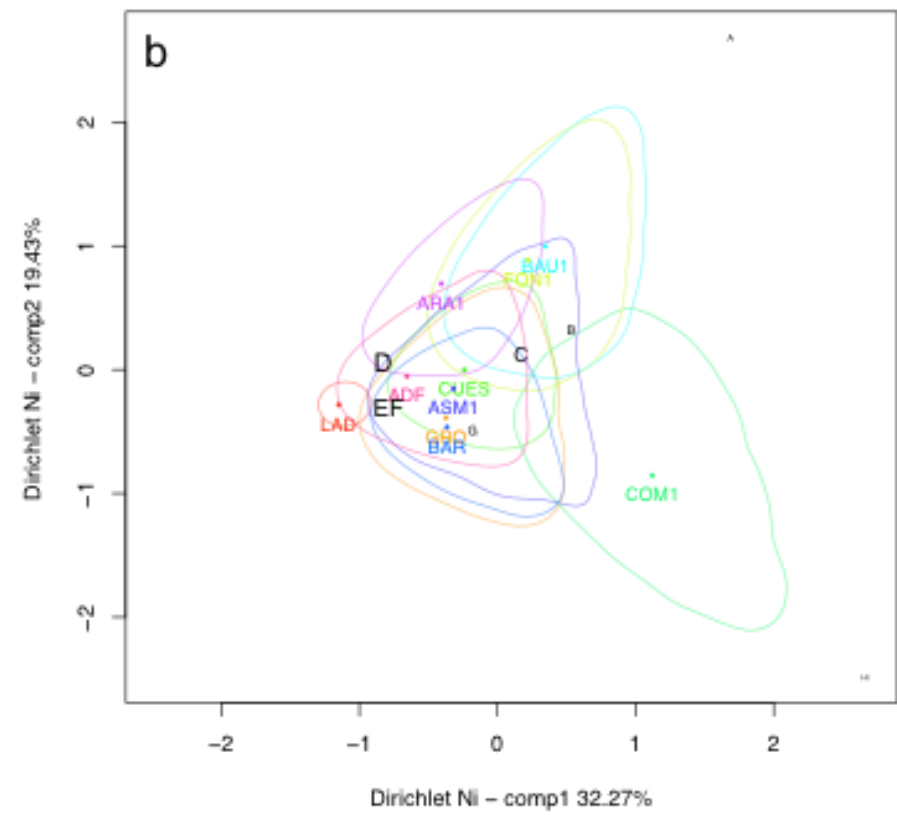 b
A
2
1
BAU1
FON1
ARA1
B
C
D
0
ADF
OUES
EF
ASM1
LAD
G
BAR
-1
COM1
-2
-2 -1 0 1 2
Dirichlet Ni – comp1 32.27%
Dirichlet Ni – comp2 19.43%